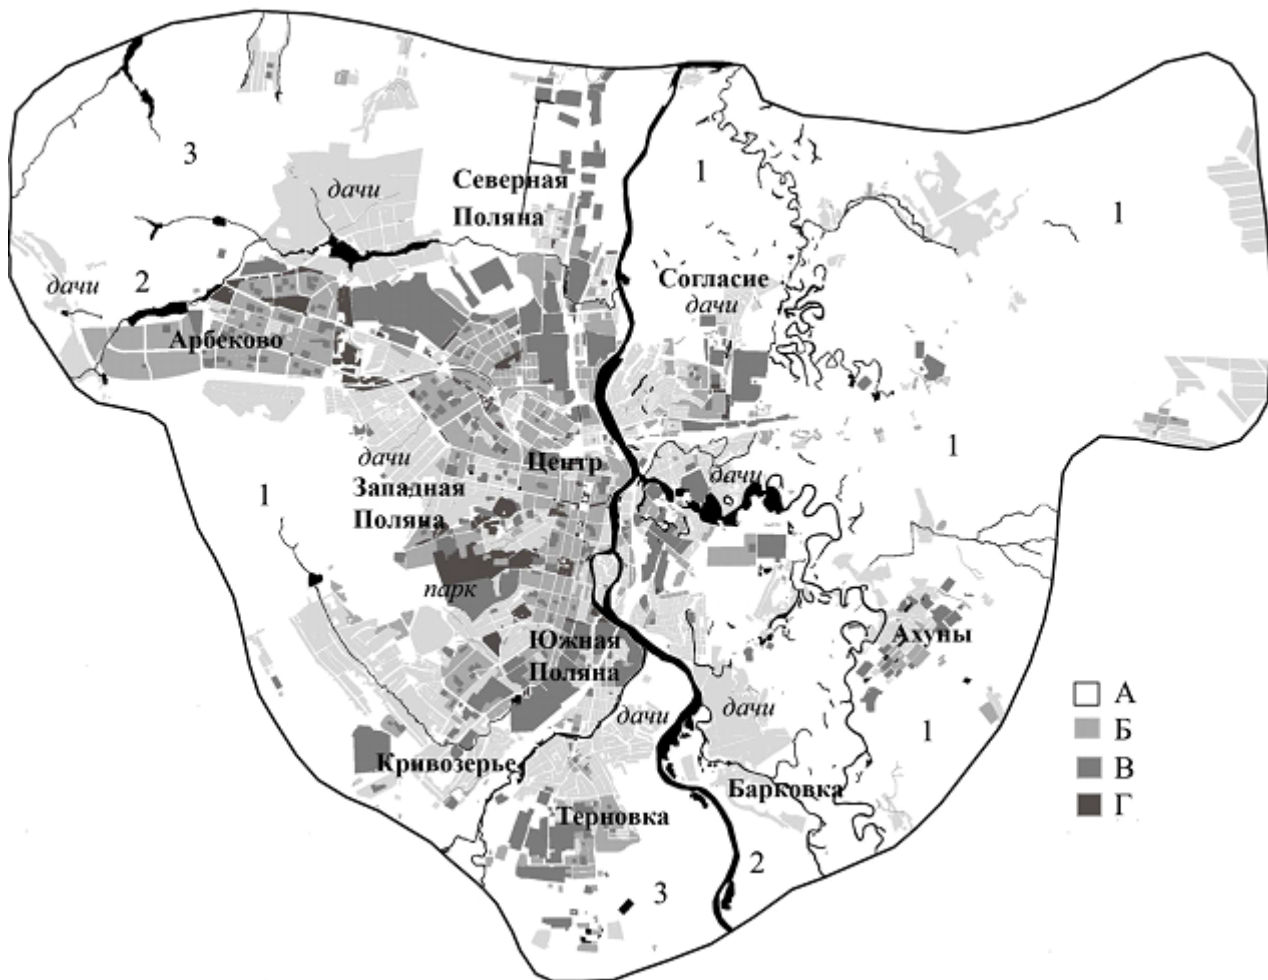 3
дачи
Северная
Поляна
1
1
дачи
2
Согласие
дачи
Арбеково
1
дачи
Центр
дачи
1
Западная
Поляна
парк
Южная
Поляна
Ахуны
дачи
дачи
1
А
Б
В
Г
Кривозерье
Барковка
Терновка
2
3